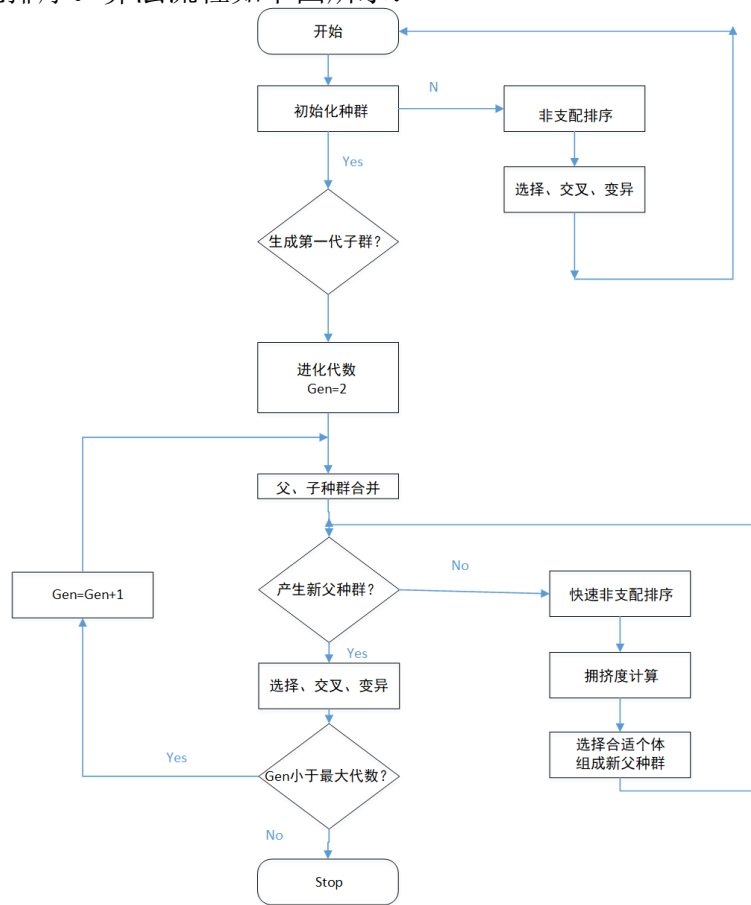 开始
初始化种群
N
非支配排序
Yes
选择、交叉、变异
生成第一代子群?
进化代数
Gen=2
父、子种群合并
产生新父种群?
No
快速非支配排序
Gen=Gen+1
Yes
拥挤度计算
选择、交叉、变异
选择合适个体
组成新父种群
Yes
Gen小于最大代数?
No
Stop